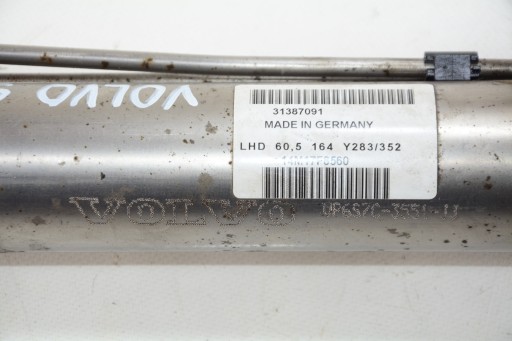 VOLVO
31387091
MADE IN GERMANY
LHD 60,5 164 Y283/352
VOLVO